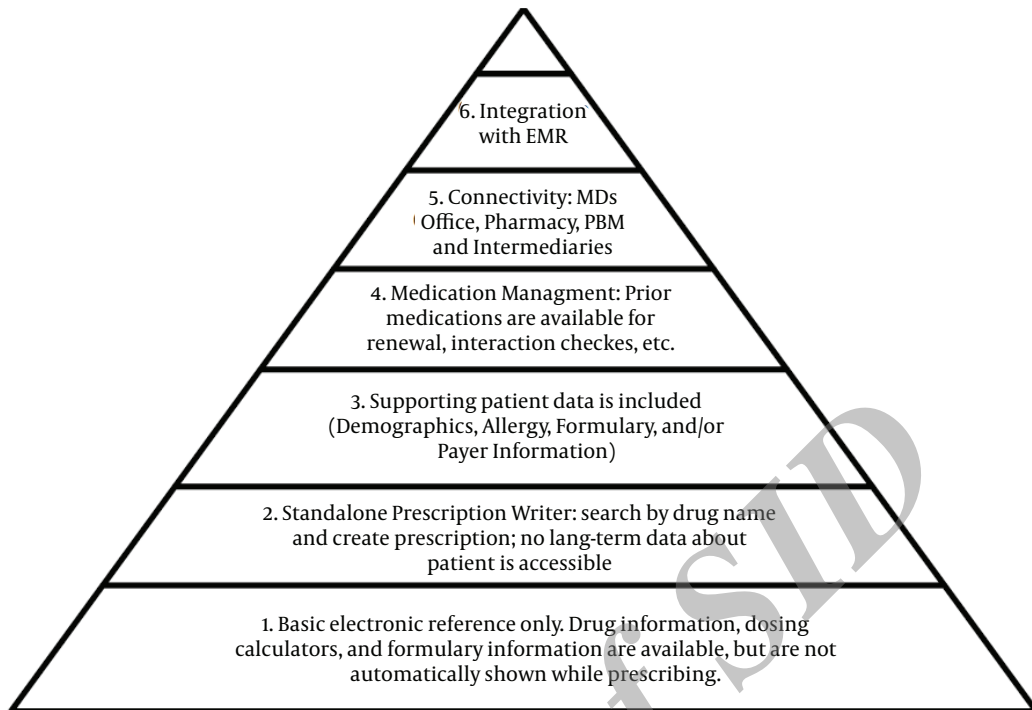 6. Integration
with EMR
5. Connectivity: MDs
Office, Pharmacy, PBM
and Intermediaries
4. Medication Managment: Prior
medications are available for
renewal, interaction checkes, etc.
3. Supporting patient data is included
(Demographics, Allergy, Formulary, and/or
Payer Information)
2. Standalone Prescription Writer: search by drug name
and create prescription; no lang-term data about
patient is accessible
1. Basic electronic reference only. Drug information, dosing
calculators, and formulary information are available, but are not
automatically shown while prescribing.
f SID